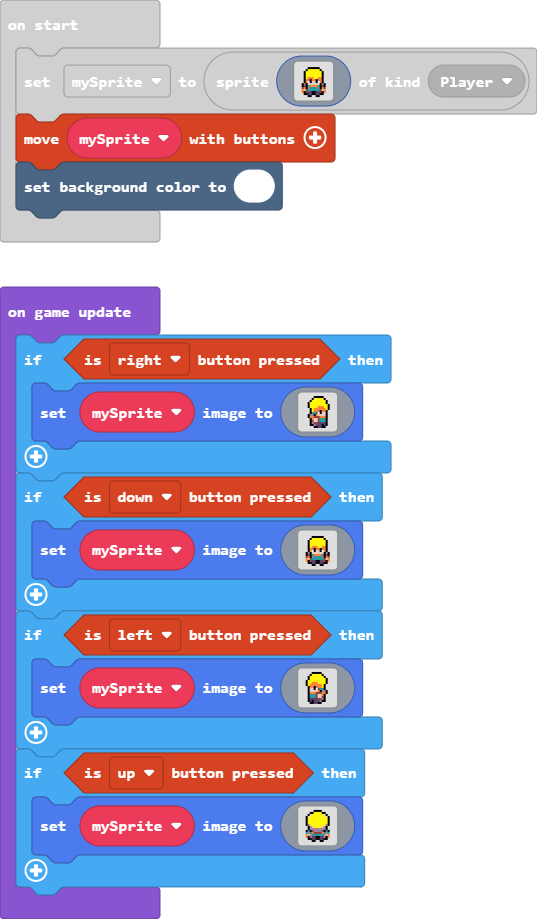 on start
set mySprite to sprite of kind Player
move mySprite with buttons
set background color to
on game update
if is right button pressed then
set mySprite image to
if is down button pressed then
set mySprite image to
if is left button pressed then
set mySprite image to
if is up button pressed then
set mySprite image to